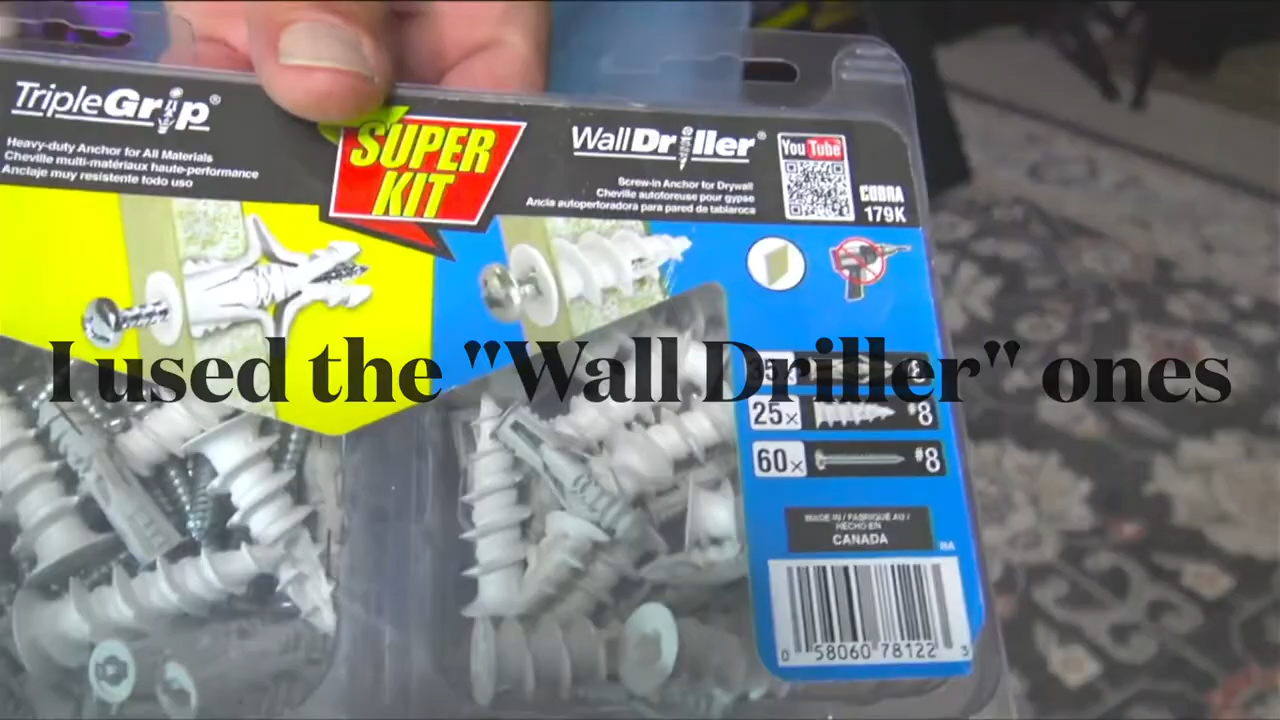 TripleGrip®
Heavy-duty Anchor for All Materials
Cheville multi-matériaux haute-performance
Anclaje muy resistente todo uso
SUPER
KIT
WallDriller®
Screw-in Anchor for Drywall
Cheville autoforeuse pour gypse
Ancla autoperforadora para pared de tablaroca
You Tube
COBRA
179K
I used the "Wall Driller" ones
25x #8
60x #8
MADE IN / FABRIQUÉ AU /
HECHO EN
CANADA
0 58060 78122 3